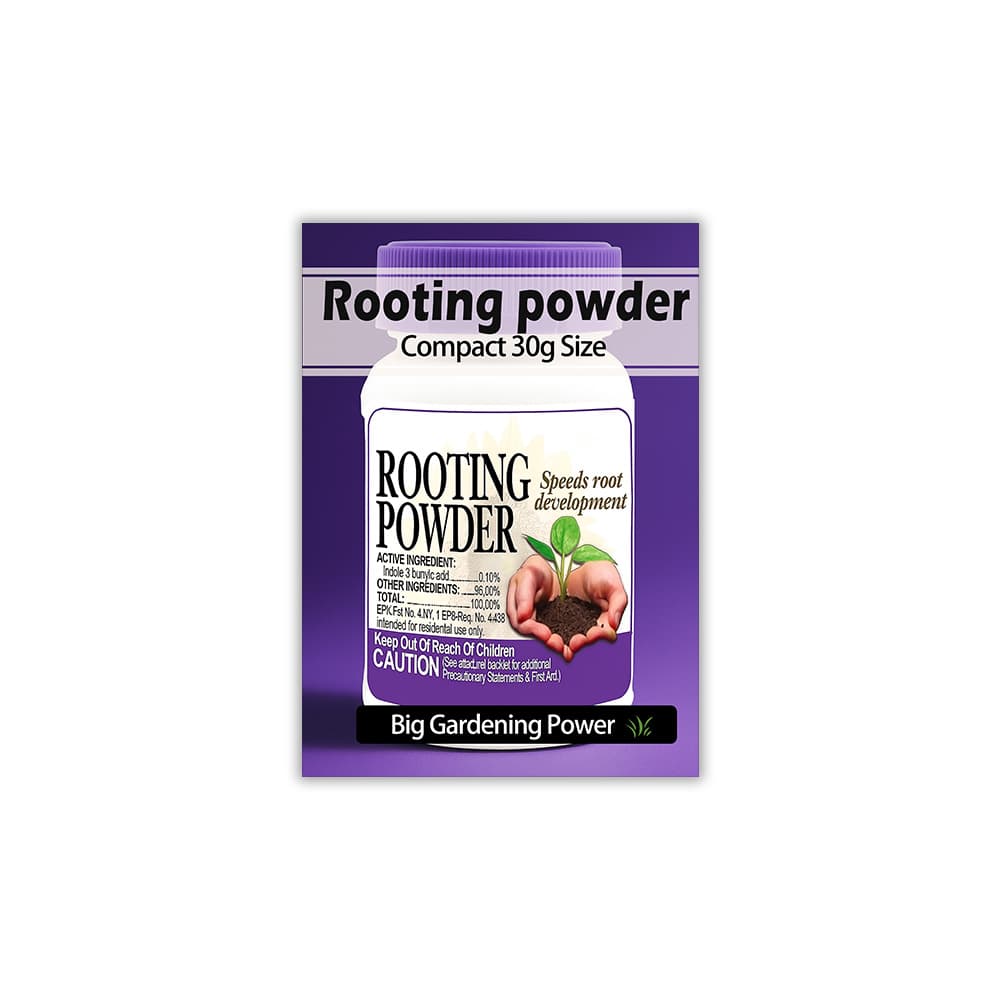 Rooting powder
Compact 30g Size
ROOTING
POWDER
Speeds root
development
ACTIVE INGREDIENT:
Indole 3 bunylc add 0.10%
OTHER INGREDIENTS: 96,00%
TOTAL: 100,00%
EPK Fst No. 4.NY, 1 EP8-Req. No. 4.438
intended for residental use only.
Keep Out Of Reach Of Children
CAUTION (See attadurel backlet for additional
Precautionary Statements & First Ard.)
Big Gardening Power